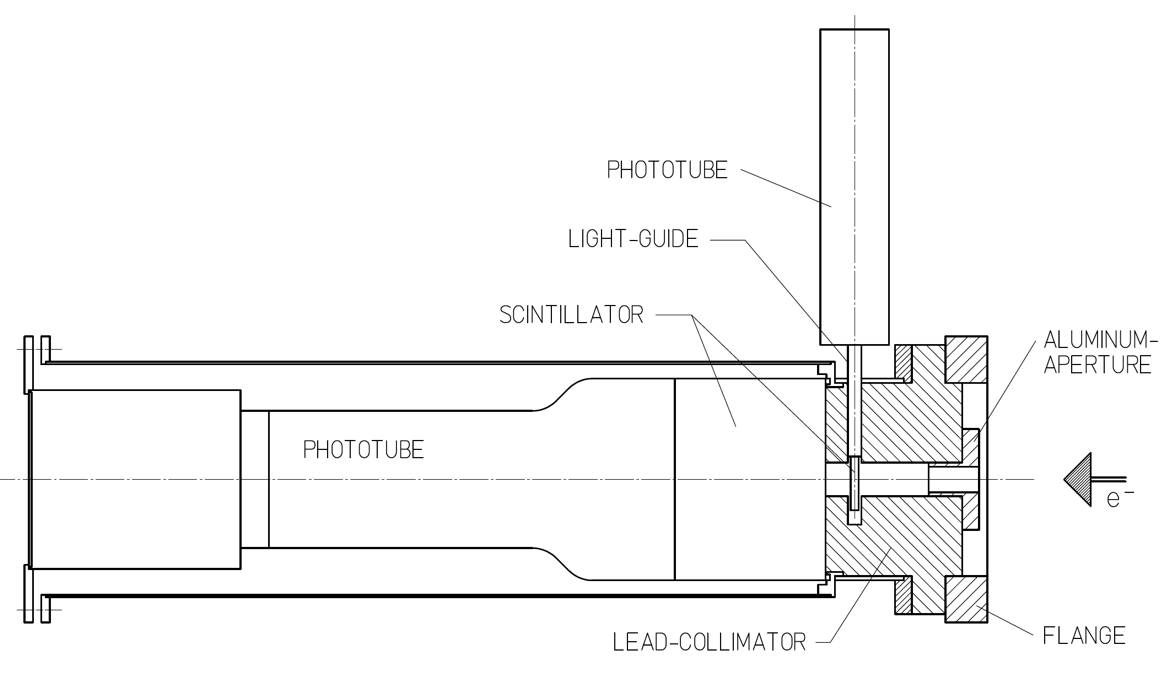 PHOTOTUBE
LIGHT-GUIDE
SCINTILLATOR
ALUMINUM-
APERTURE
PHOTOTUBE
e-
LEAD-COLLIMATOR
FLANGE